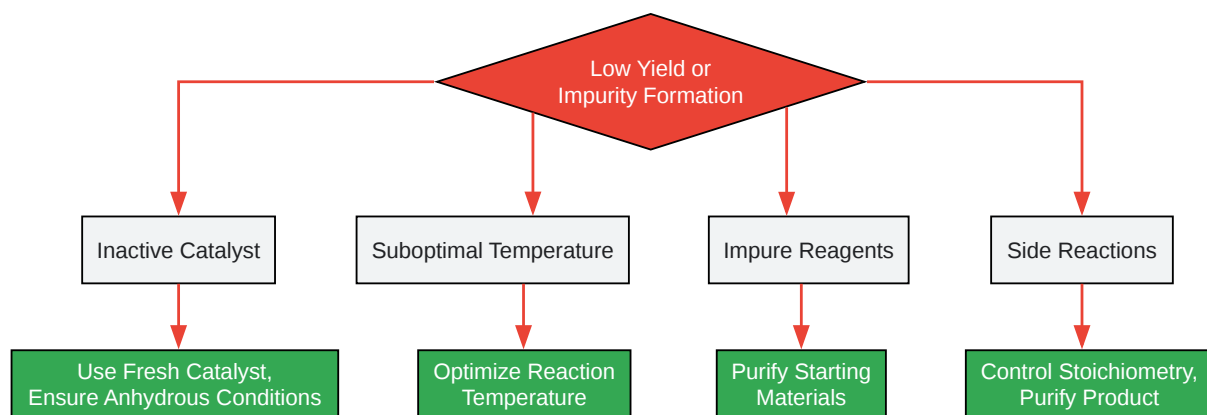 Low Yield or
Impurity Formation
Inactive Catalyst
Suboptimal Temperature
Impure Reagents
Side Reactions
Use Fresh Catalyst,
Ensure Anhydrous Conditions
Optimize Reaction
Temperature
Purify Starting
Materials
Control Stoichiometry,
Purify Product